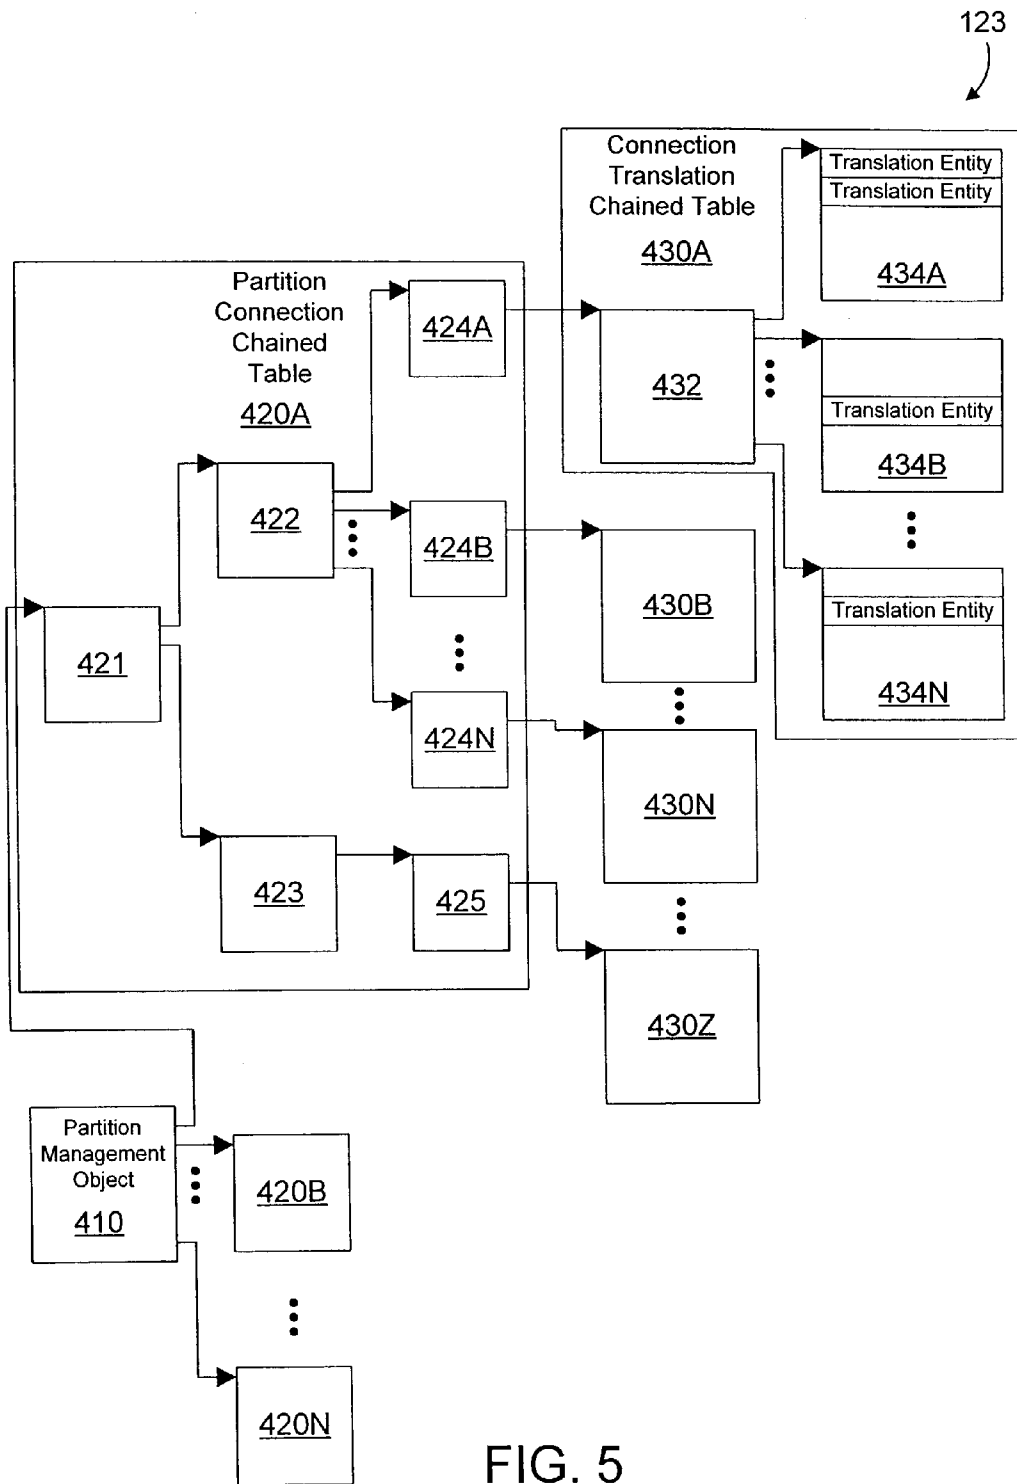 123
Connection
Translation
Chained Table
430A
Translation Entity
Translation Entity
434A
Partition
Connection
Chained
Table
420A
424A
432
Translation Entity
434B
422
424B
430B
Translation Entity
434N
421
424N
430N
423
425
430Z
Partition
Management
Object
410
420B
420N
FIG. 5